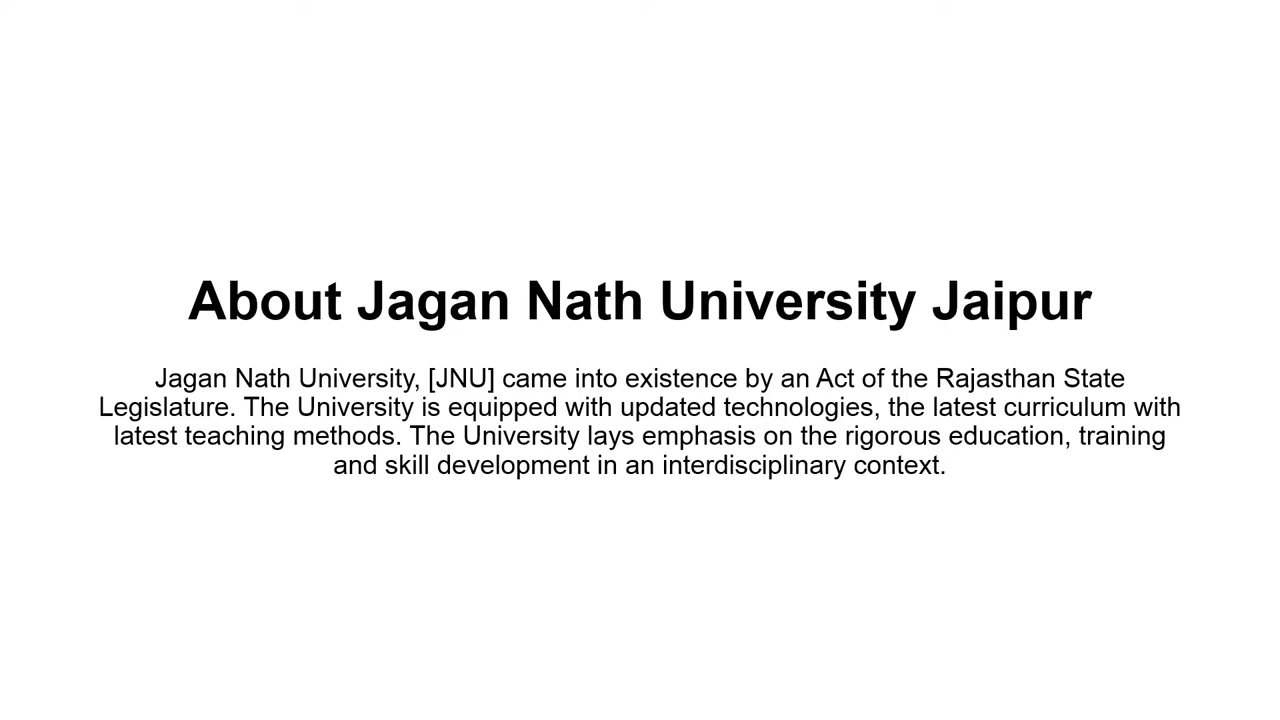 About Jagan Nath University Jaipur
Jagan Nath University, [JNU] came into existence by an Act of the Rajasthan State
Legislature. The University is equipped with updated technologies, the latest curriculum with
latest teaching methods. The University lays emphasis on the rigorous education, training
and skill development in an interdisciplinary context.